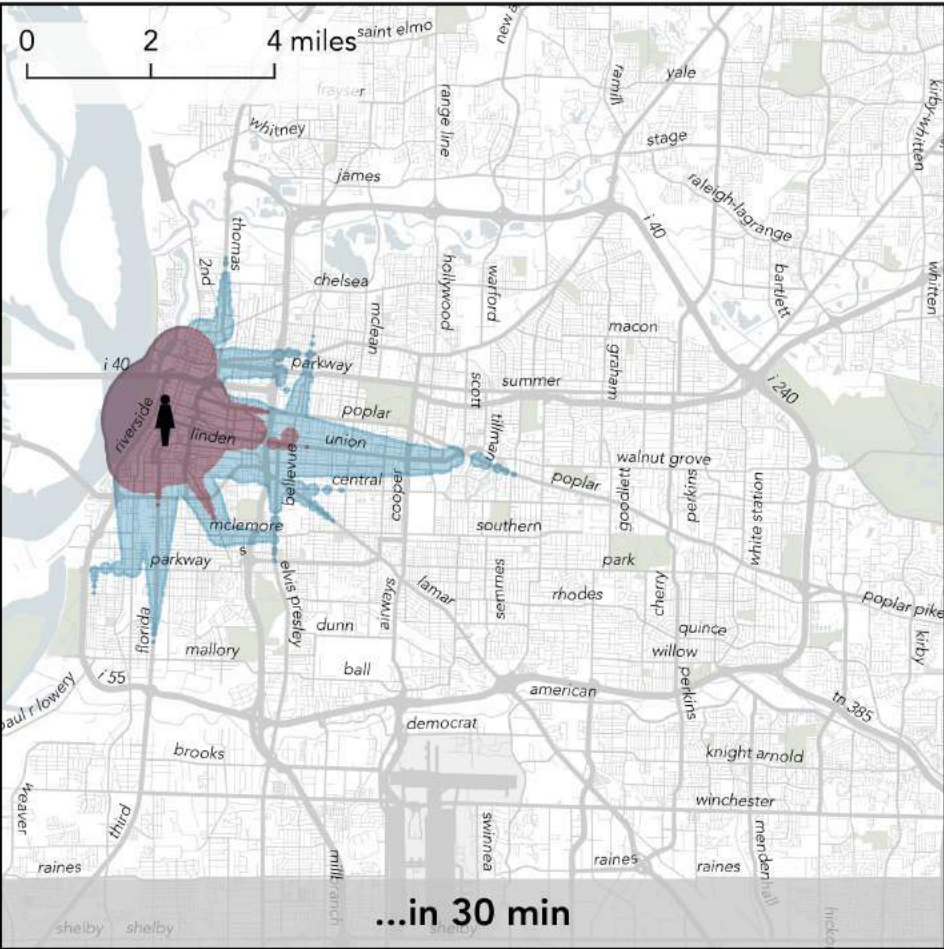 0 2 4 miles
saint elmo
new a
yale
ramill
frayser
range line
kirby-whitten
whitney
stage
james
raleigh-lagrange
i 40
thomas
2nd
chelsea
hollywood
warford
bartlett
whitten
mclean
macon
graham
i 40
parkway
scott
summer
i 240
riverside
poplar
tillman
linden
union
bellevue
walnut grove
central
cooper
poplar
goodlett
perkins
white station
mclemore
southern
s
parkway
park
elvis presley
airways
lamar
semmes
rhodes
cherry
poplar pike
florida
dunn
quince
kirby
mallory
willow
ball
i 55
american
perkins
paul r lowery
tn 385
democrat
brooks
knight arnold
weaver
winchester
third
swinnea
mendenhall
raines
millbranch
raines
raines
...in 30 min
shelby
shelby
shelby
hicko